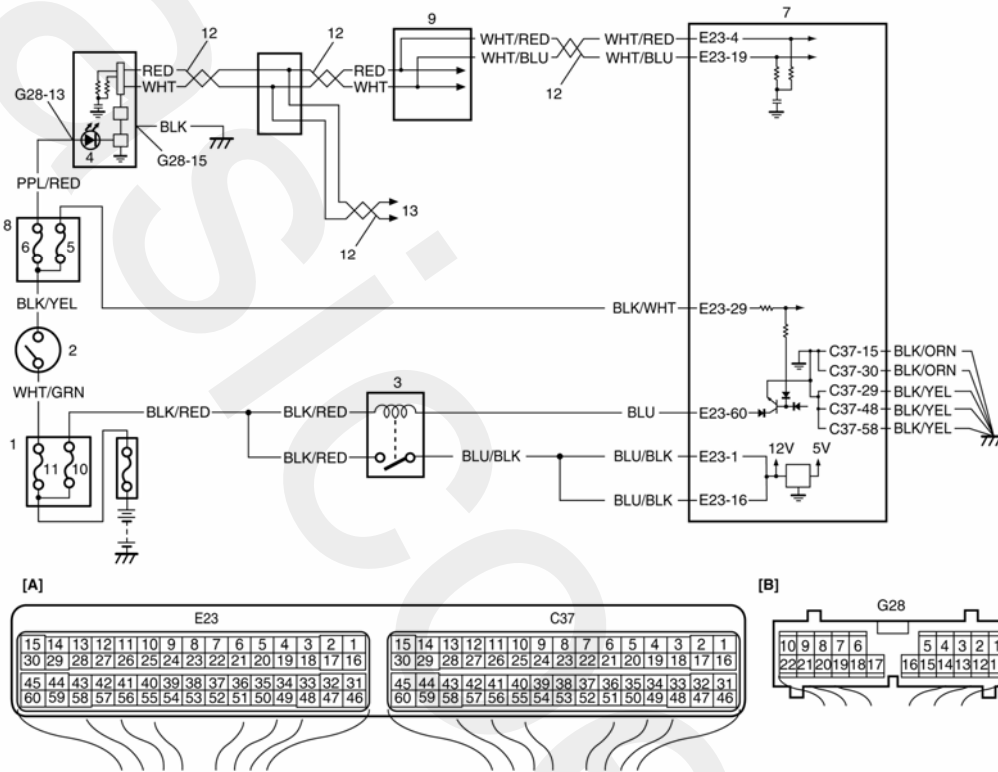 7
9
12
12
WHT/RED
WHT/RED
E23-4
WHT/BLU
WHT/BLU
E23-19
RED
RED
WHT
WHT
12
G28-13
BLK
4
G28-15
PPL/RED
13
8
6
5
12
BLK/YEL
BLK/WHT
E23-29
2
C37-15
BLK/ORN
C37-30
BLK/ORN
WHT/GRN
3
C37-29
BLK/YEL
BLK/RED
BLK/RED
BLU
E23-60
C37-48
BLK/YEL
C37-58
BLK/YEL
1
12V
5V
11
10
BLK/RED
BLU/BLK
BLU/BLK
E23-1
BLU/BLK
E23-16
[A]
[B]
E23
C37
G28
15 14 13 12 11 10 9 8 7 6 5 4 3 2 1
30 29 28 27 26 25 24 23 22 21 20 19 18 17 16
45 44 43 42 41 40 39 38 37 36 35 34 33 32 31
60 59 58 57 56 55 54 53 52 51 50 49 48 47 46
15 14 13 12 11 10 9 8 7 6 5 4 3 2 1
30 29 28 27 26 25 24 23 22 21 20 19 18 17 16
45 44 43 42 41 40 39 38 37 36 35 34 33 32 31
60 59 58 57 56 55 54 53 52 51 50 49 48 47 46
10 9 8 7 6
5 4 3 2 1
22 21 20 19 18 17
16 15 14 13 12